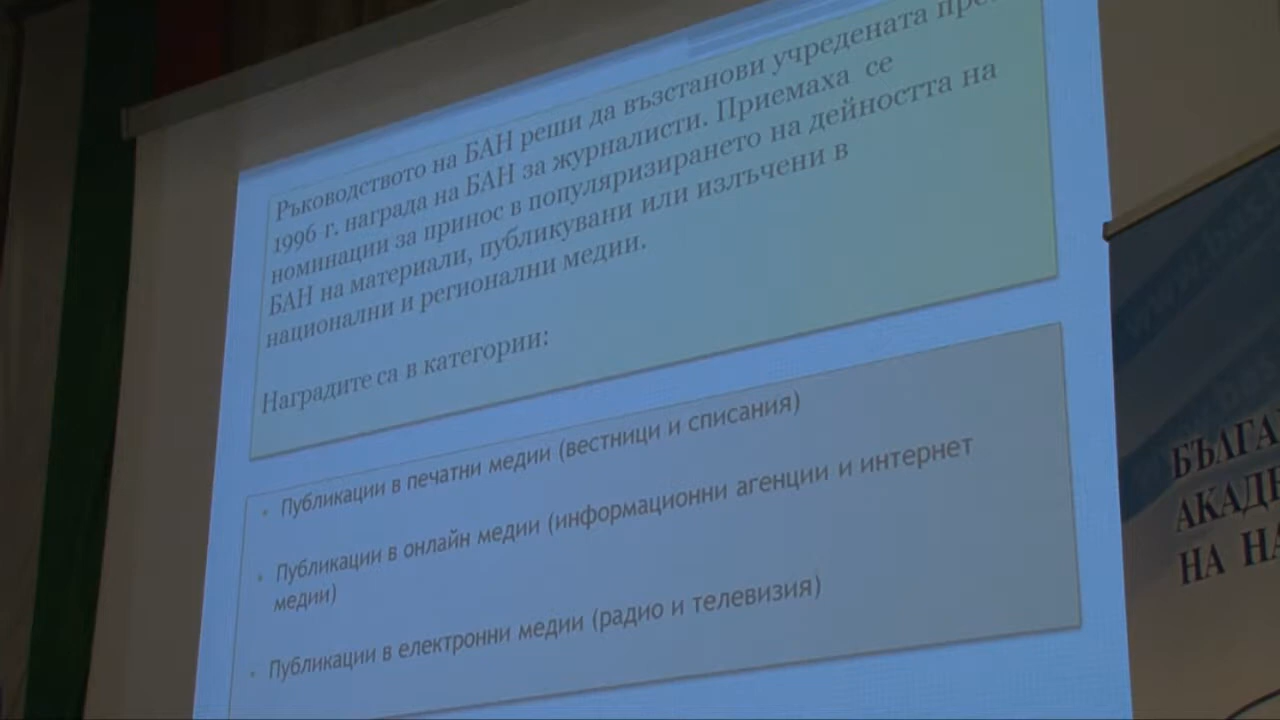 Ръководството на БАН реши да възстанови учредената през
1996 г. награда на БАН за журналисти. Приемаха се
номинации за принос в популяризирането на дейността на
БАН на материали, публикувани или излъчени в
национални и регионални медии.
Наградите са в категории:
• Публикации в печатни медии (вестници и списания)
• Публикации в онлайн медии (информационни агенции и интернет
медии)
• Публикации в електронни медии (радио и телевизия)
БЪЛГА
АКАДЕ
НА НА